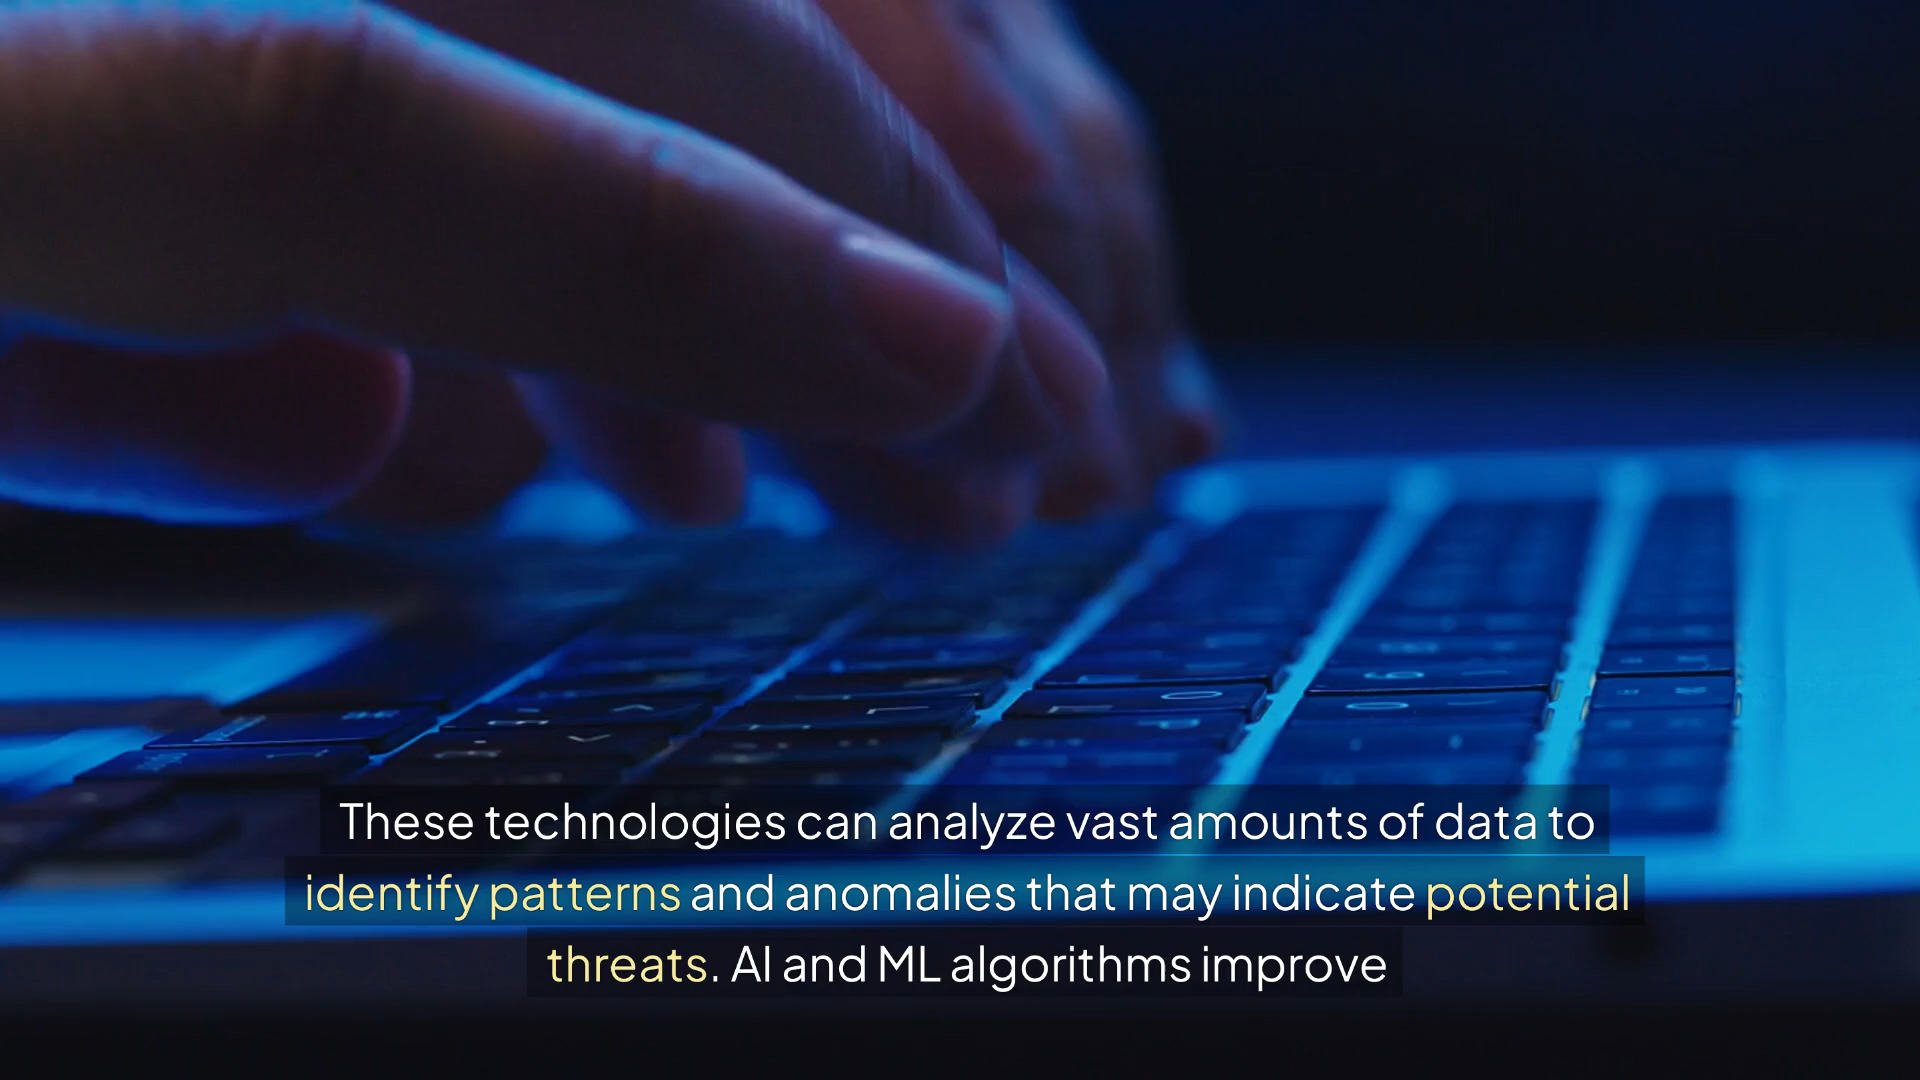 These technologies can analyze vast amounts of data to
identify patterns and anomalies that may indicate potential
threats. AI and ML algorithms improve